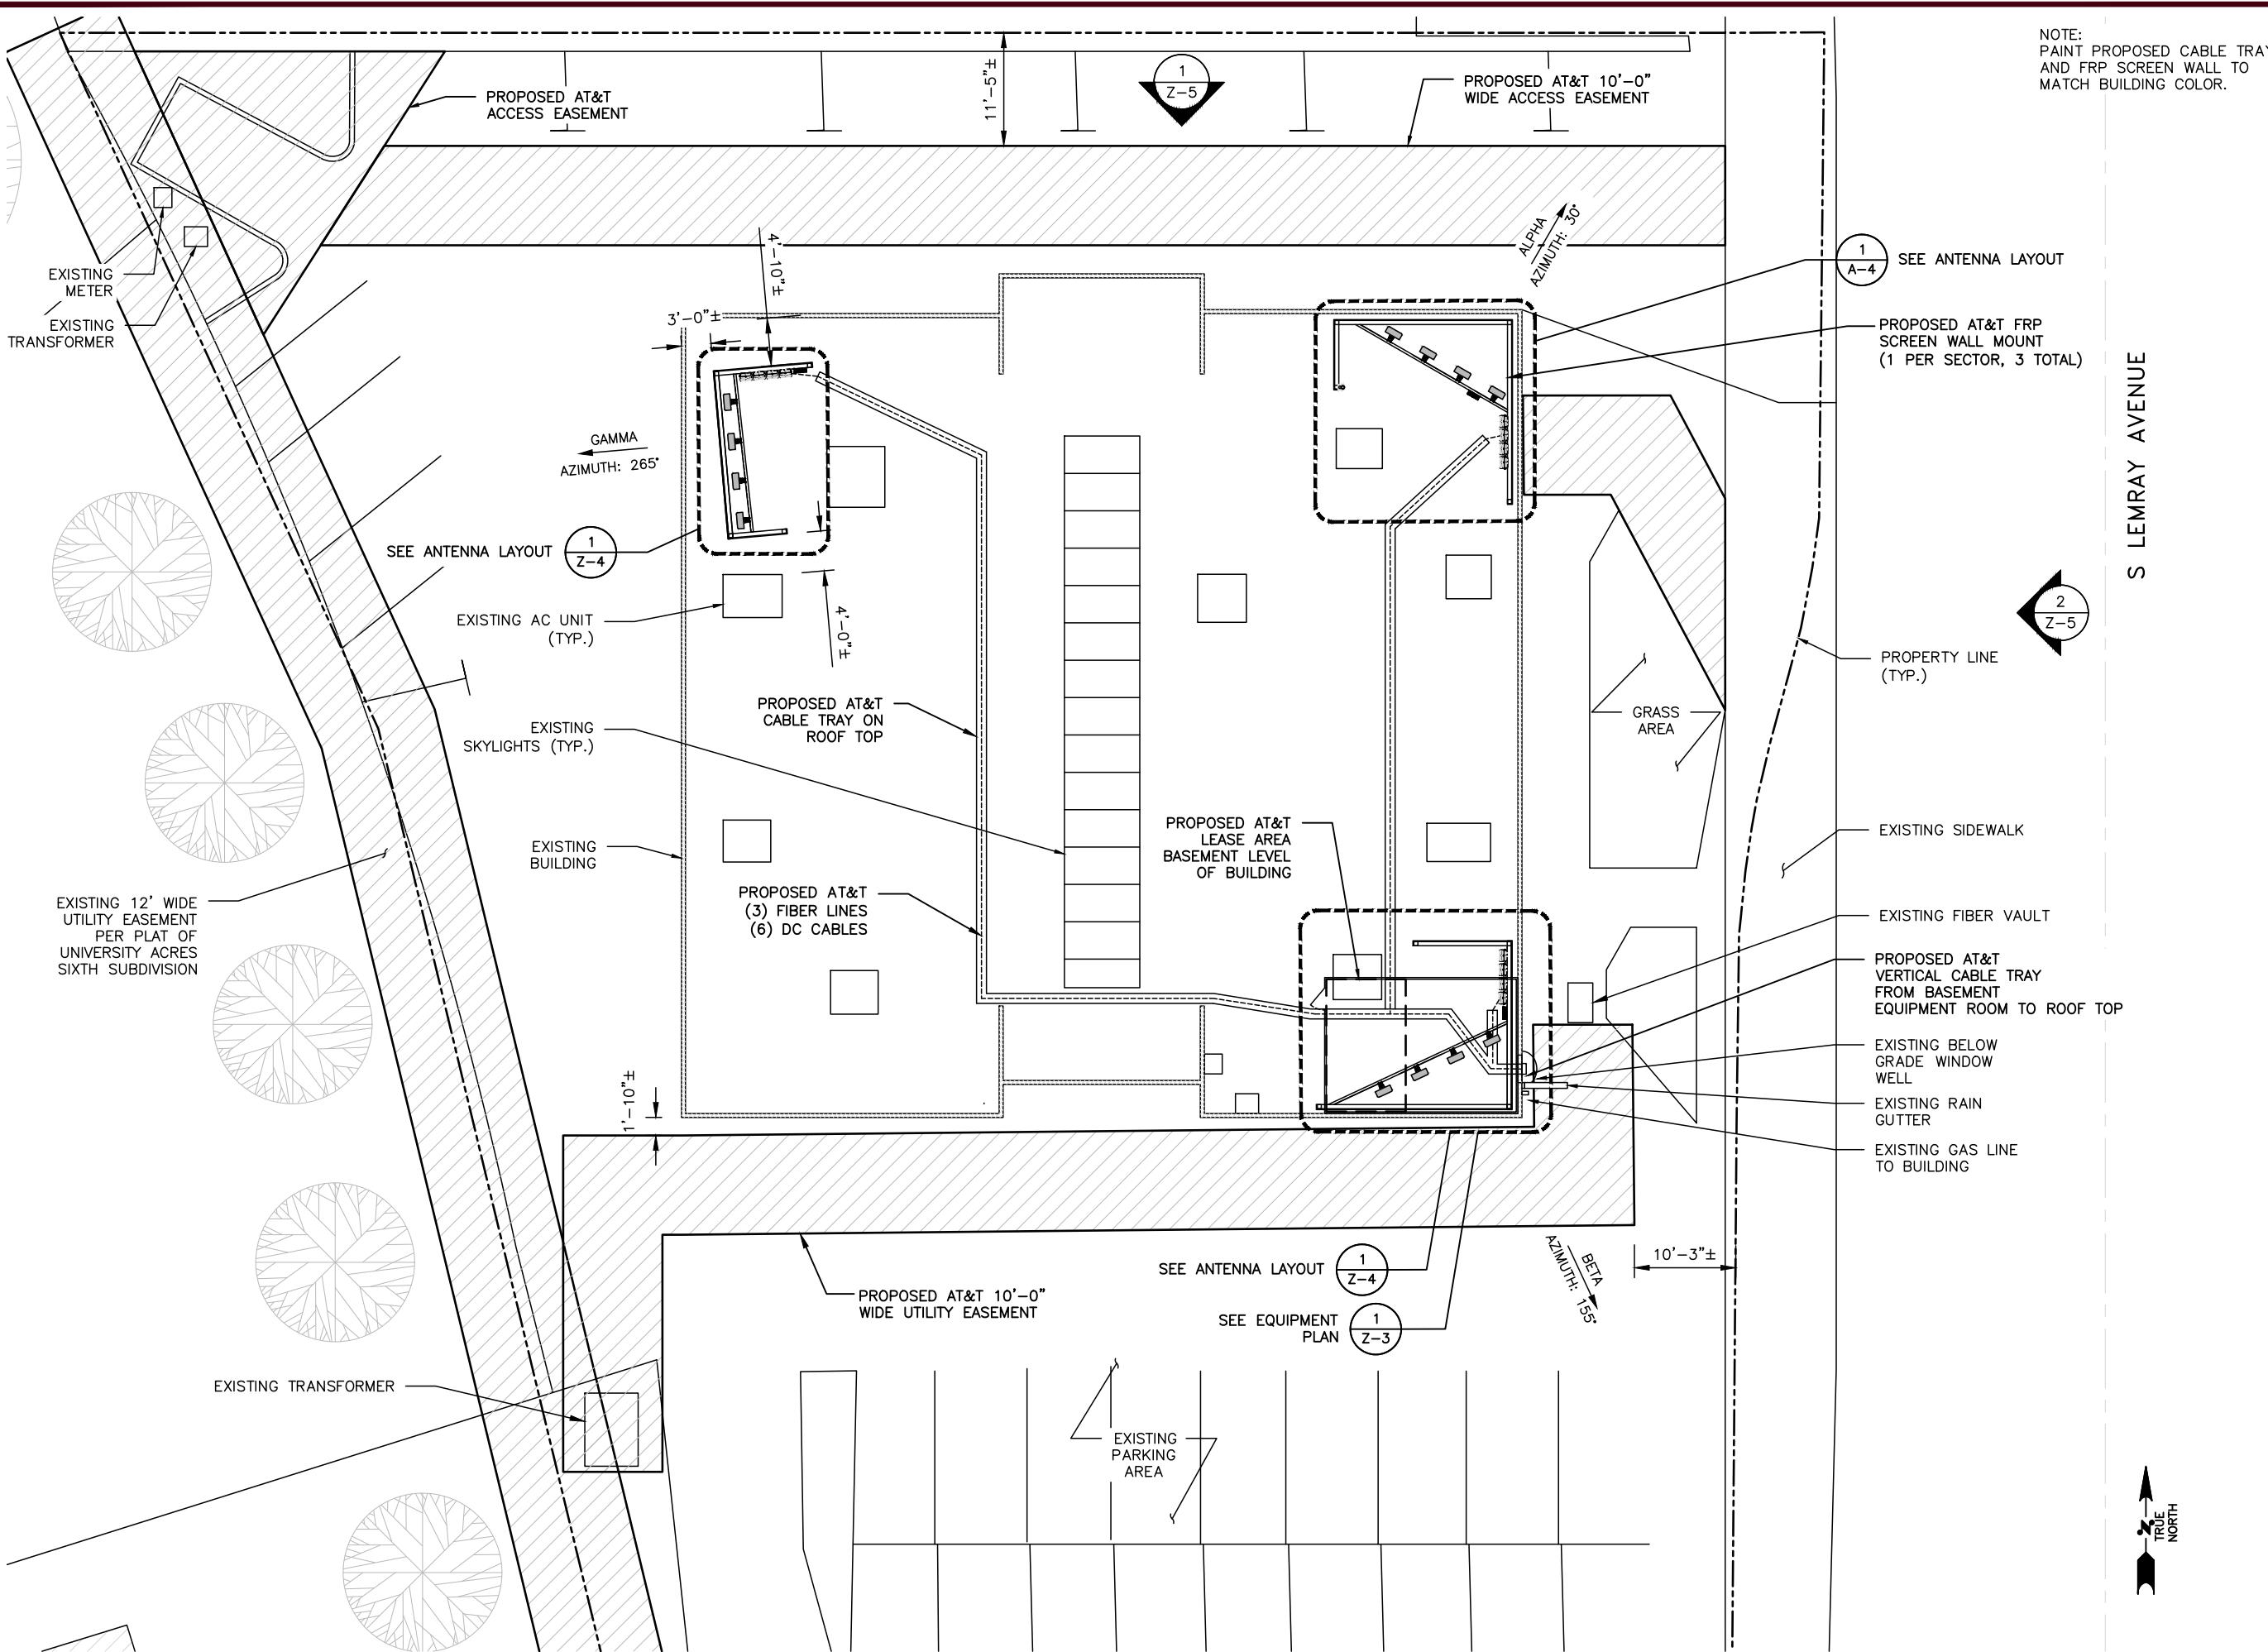 NOTE:
PAINT PROPOSED CABLE TRAY
AND FRP SCREEN WALL TO
MATCH BUILDING COLOR.
PROPOSED AT&T
ACCESS EASEMENT
11'-5"±
1
Z-5
PROPOSED AT&T 10'-0"
WIDE ACCESS EASEMENT
EXISTING
METER
EXISTING
TRANSFORMER
4'-10"±
3'-0"±
ALPHA
AZIMUTH: 30°
1
A-4
SEE ANTENNA LAYOUT
PROPOSED AT&T FRP
SCREEN WALL MOUNT
(1 PER SECTOR, 3 TOTAL)
S LEMRAY AVENUE
GAMMA
AZIMUTH: 265°
SEE ANTENNA LAYOUT
1
Z-4
EXISTING AC UNIT
(TYP.)
4'-0"±
2
Z-5
PROPERTY LINE
(TYP.)
PROPOSED AT&T
CABLE TRAY ON
ROOF TOP
EXISTING
SKYLIGHTS (TYP.)
GRASS
AREA
PROPOSED AT&T
LEASE AREA
BASEMENT LEVEL
OF BUILDING
EXISTING SIDEWALK
EXISTING
BUILDING
PROPOSED AT&T
(3) FIBER LINES
(6) DC CABLES
EXISTING 12' WIDE
UTILITY EASEMENT
PER PLAT OF
UNIVERSITY ACRES
SIXTH SUBDIVISION
EXISTING FIBER VAULT
PROPOSED AT&T
VERTICAL CABLE TRAY
FROM BASEMENT
EQUIPMENT ROOM TO ROOF TOP
EXISTING BELOW
GRADE WINDOW
WELL
EXISTING RAIN
GUTTER
EXISTING GAS LINE
TO BUILDING
1'-10"±
SEE ANTENNA LAYOUT
1
Z-4
SEE EQUIPMENT
PLAN
1
Z-3
BETA
AZIMUTH: 155°
10'-3"±
PROPOSED AT&T 10'-0"
WIDE UTILITY EASEMENT
EXISTING TRANSFORMER
EXISTING
PARKING
AREA
N
TRUE
NORTH